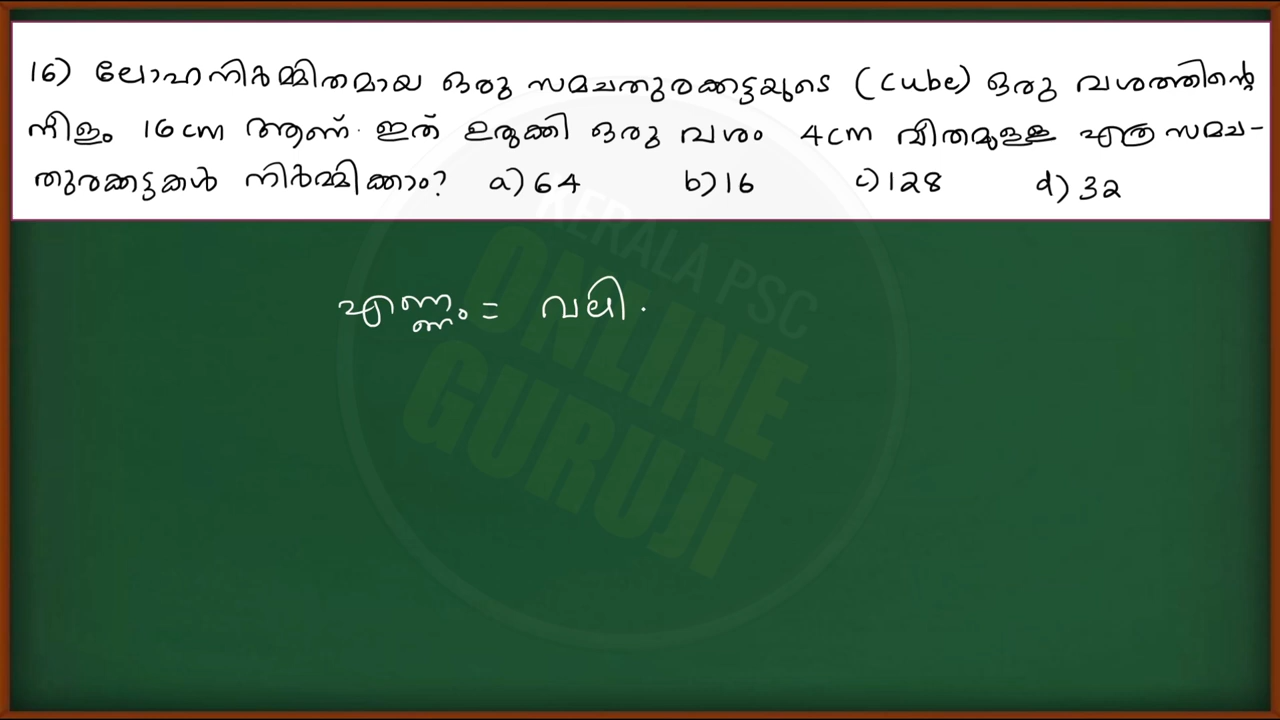 16) ലോഹനിർമ്മിതമായ ഒരു സമചതുരക്കട്ടയുടെ (Cube) ഒരു വശത്തിന്റെ
നീളം 16cm ആണ്. ഇത് ഉരുക്കി ഒരു വശം 4cm വീതമുള്ള എത്ര സമച-
തുരക്കട്ടകൾ നിർമ്മിക്കാം? a) 64 b) 16 c) 128 d) 32
എണ്ണം = വലി.
KERALA PSC
ONLINE
GURUJI